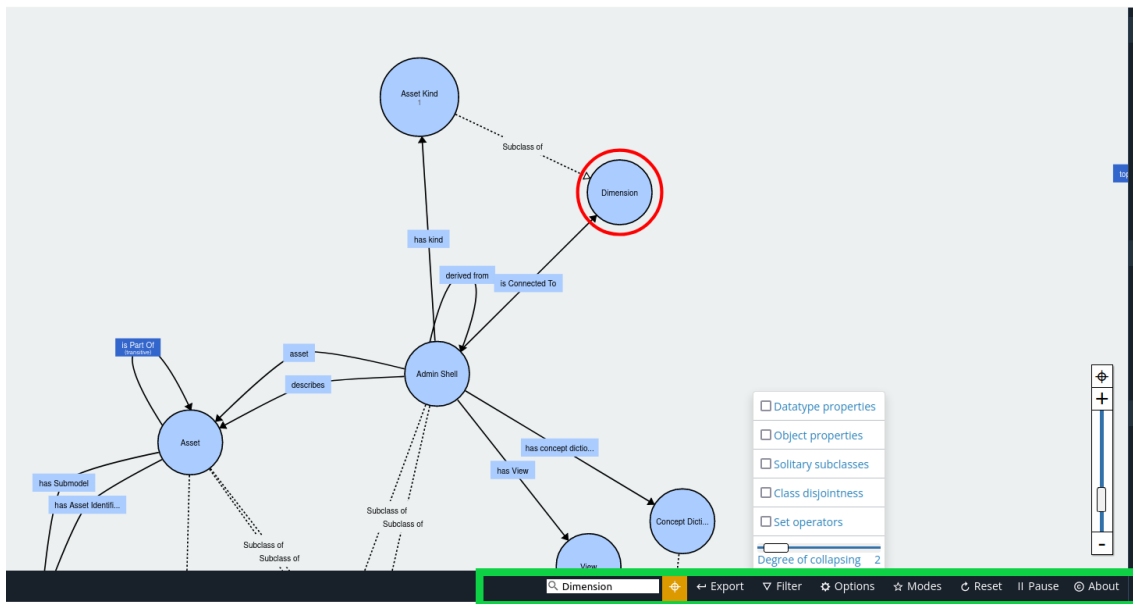 Asset Kind
1
Subclass of
Dimension
top
has kind
derived from
is Connected To
is Part Of
(transitive)
asset
describes
Admin Shell
Asset
Datatype properties
Object properties
Solitary subclasses
Class disjointness
Set operators
Degree of collapsing 2
has concept dictio...
has View
has Submodel
has Asset Identifi...
Subclass of
Subclass of
Concept Dicti...
Subclass of
Subclass of
View
Dimension
Export
Filter
Options
Modes
Reset
Pause
About